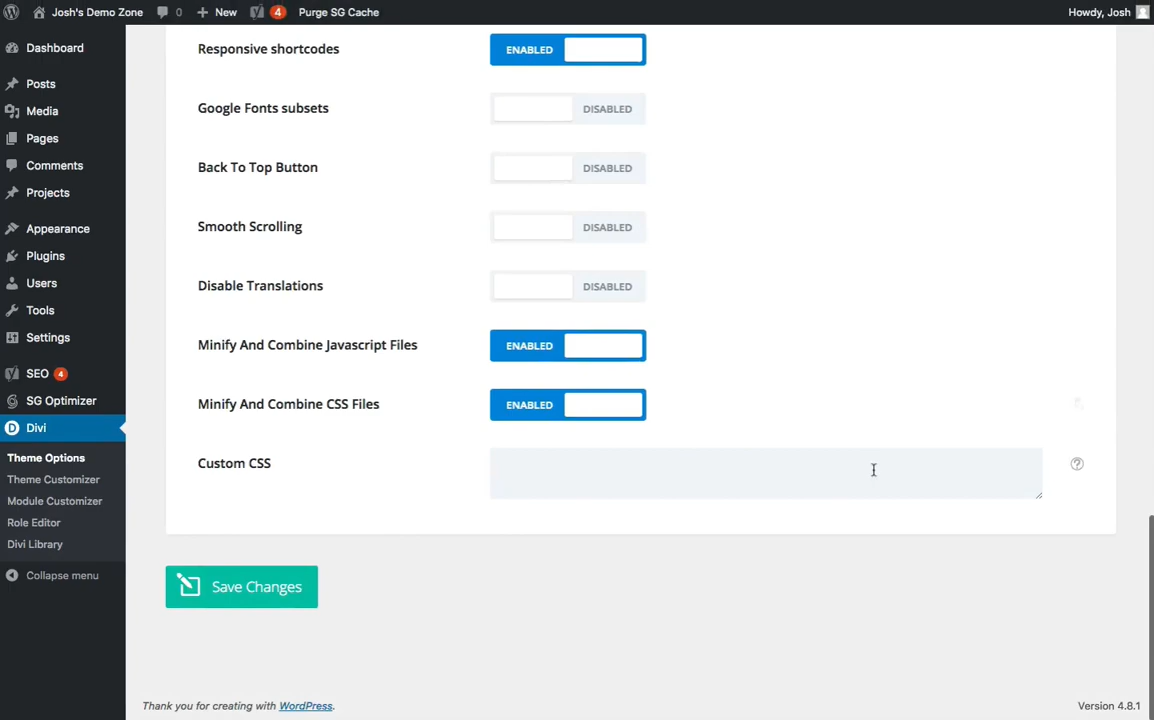 Josh's Demo Zone 0 New 4 Purge SG Cache Howdy, Josh
Dashboard
Posts
Media
Pages
Comments
Projects
Appearance
Plugins
Users
Tools
Settings
SEO 4
SG Optimizer
Divi
Theme Options
Theme Customizer
Module Customizer
Role Editor
Divi Library
Collapse menu
Responsive shortcodes ENABLED
Google Fonts subsets DISABLED
Back To Top Button DISABLED
Smooth Scrolling DISABLED
Disable Translations DISABLED
Minify And Combine Javascript Files ENABLED
Minify And Combine CSS Files ENABLED
Custom CSS
Save Changes
Thank you for creating with WordPress. Version 4.8.1